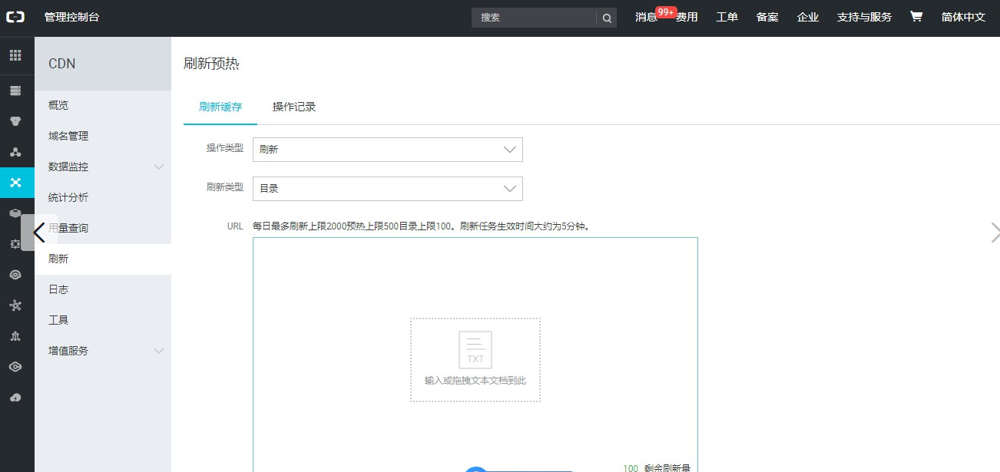 管理控制台
搜索
消息 99+ 费用 工单 备案 企业 支持与服务 简体中文
CDN
概览
域名管理
数据监控
统计分析
用量查询
刷新
日志
工具
增值服务
刷新预热
刷新缓存 操作记录
操作类型 刷新
刷新类型 目录
URL 每日最多刷新上限2000预热上限500目录上限100。刷新任务生效时间大约为5分钟。
TXT
输入或拖拽文本文档到此
100 剩余刷新量